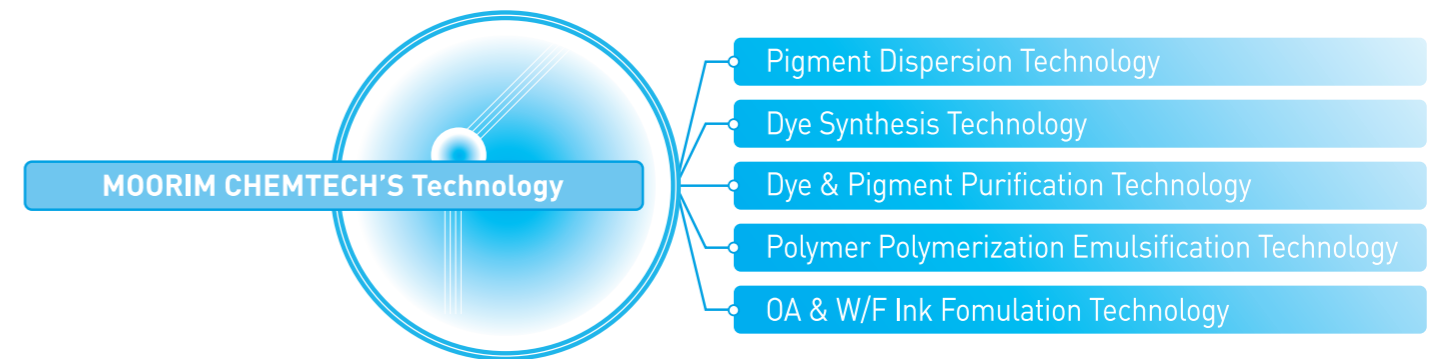 MOORIM CHEMTECH’S Technology
Pigment Dispersion Technology
Dye Synthesis Technology
Dye & Pigment Purification Technology
Polymer Polymerization Emulsification Technology
OA & W/F Ink Fomulation Technology